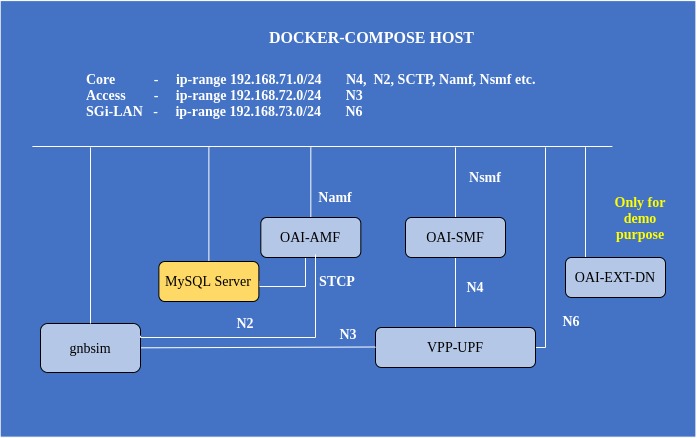 DOCKER-COMPOSE HOST
Core - ip-range 192.168.71.0/24 N4, N2, SCTP, Namf, Nsmf etc.
Access - ip-range 192.168.72.0/24 N3
SGi-LAN - ip-range 192.168.73.0/24 N6
Nsmf
Namf
Only for
demo
purpose
OAI-AMF
OAI-SMF
MySQL Server
STCP
OAI-EXT-DN
N4
N2
N6
N3
gnbsim
VPP-UPF